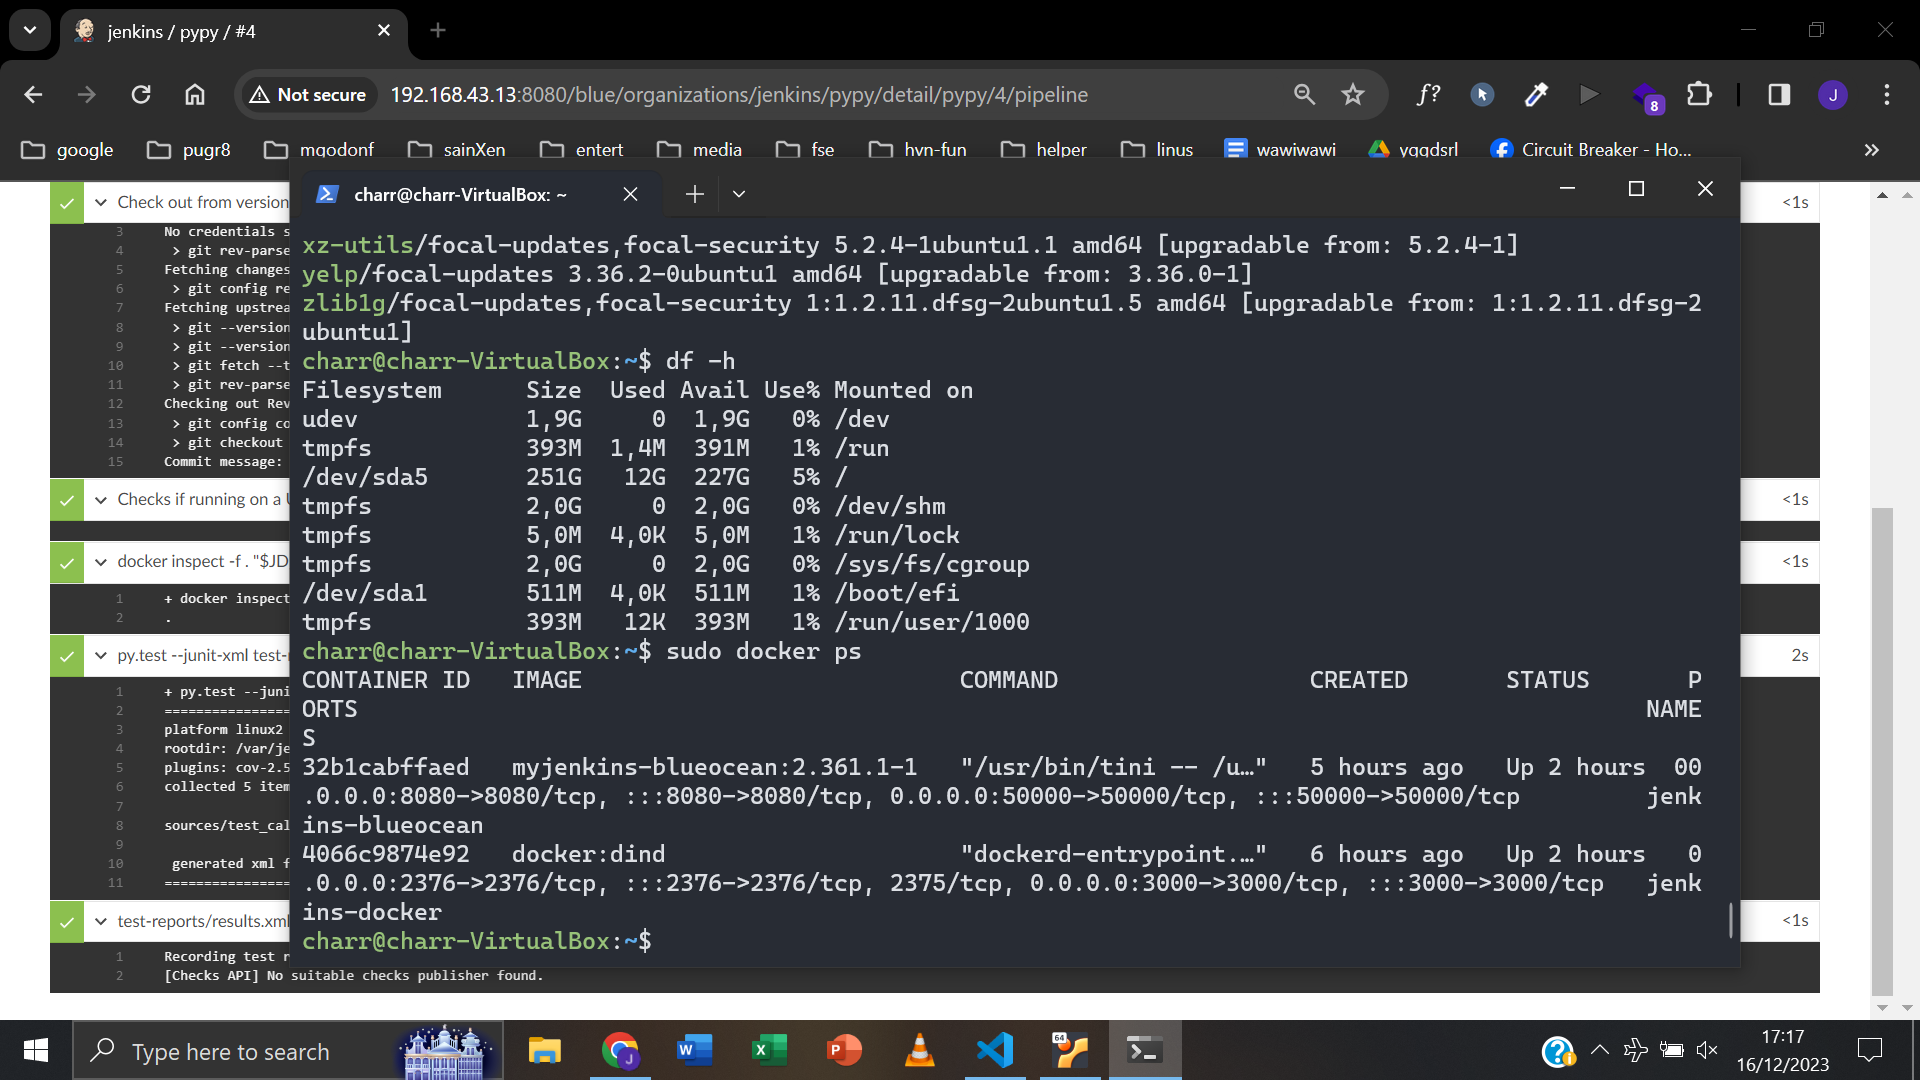 jenkins / pypy / #4
Not secure
192.168.43.13:8080/blue/organizations/jenkins/pypy/detail/pypy/4/pipeline
f?
8
J
google
pugr8
mqodonf
sainXen
entert
media
fse
hvn-fun
helper
linus
wawiwawi
yggdsrl
Circuit Breaker - Ho...
Check out from version
<1s
3 No credentials s
4 > git rev-parse
5 Fetching changes
6 > git config re
7 Fetching upstrea
8 > git --version
9 > git --version
10 > git fetch --t
11 > git rev-parse
12 Checking out Rev
13 > git config co
14 > git checkout
15 Commit message:
Checks if running on a U
<1s
docker inspect -f . "$JD
<1s
1 + docker inspect
2 .
py.test --junit-xml test-r
2s
1 + py.test --juni
2 ================
3 platform linux2
4 rootdir: /var/je
5 plugins: cov-2.5
6 collected 5 item
7
8 sources/test_cal
9
10 generated xml f
11 ================
test-reports/results.xml
<1s
1 Recording test r
2 [Checks API] No suitable checks publisher found.
charr@charr-VirtualBox: ~
xz-utils/focal-updates,focal-security 5.2.4-1ubuntu1.1 amd64 [upgradable from: 5.2.4-1]
yelp/focal-updates 3.36.2-0ubuntu1 amd64 [upgradable from: 3.36.0-1]
zlib1g/focal-updates,focal-security 1:1.2.11.dfsg-2ubuntu1.5 amd64 [upgradable from: 1:1.2.11.dfsg-2
ubuntu1]
charr@charr-VirtualBox:~$ df -h
Filesystem Size Used Avail Use% Mounted on
udev 1,9G 0 1,9G 0% /dev
tmpfs 393M 1,4M 391M 1% /run
/dev/sda5 251G 12G 227G 5% /
tmpfs 2,0G 0 2,0G 0% /dev/shm
tmpfs 5,0M 4,0K 5,0M 1% /run/lock
tmpfs 2,0G 0 2,0G 0% /sys/fs/cgroup
/dev/sda1 511M 4,0K 511M 1% /boot/efi
tmpfs 393M 12K 393M 1% /run/user/1000
charr@charr-VirtualBox:~$ sudo docker ps
CONTAINER ID IMAGE COMMAND CREATED STATUS P
ORTS NAME
S
32b1cabffaed myjenkins-blueocean:2.361.1-1 "/usr/bin/tini -- /u…" 5 hours ago Up 2 hours 00
.0.0.0:8080->8080/tcp, :::8080->8080/tcp, 0.0.0.0:50000->50000/tcp, :::50000->50000/tcp jenk
ins-blueocean
4066c9874e92 docker:dind "dockerd-entrypoint.…" 6 hours ago Up 2 hours 0
.0.0.0:2376->2376/tcp, :::2376->2376/tcp, 2375/tcp, 0.0.0.0:3000->3000/tcp, :::3000->3000/tcp jenk
ins-docker
charr@charr-VirtualBox:~$
Type here to search
64
17:17
16/12/2023